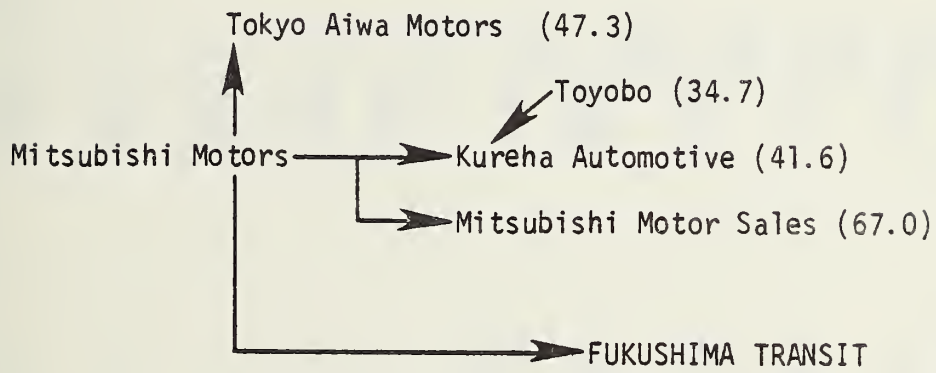 Tokyo Aiwa Motors (47.3)
Toyobo (34.7)
Mitsubishi Motors
Kureha Automotive (41.6)
Mitsubishi Motor Sales (67.0)
FUKUSHIMA TRANSIT